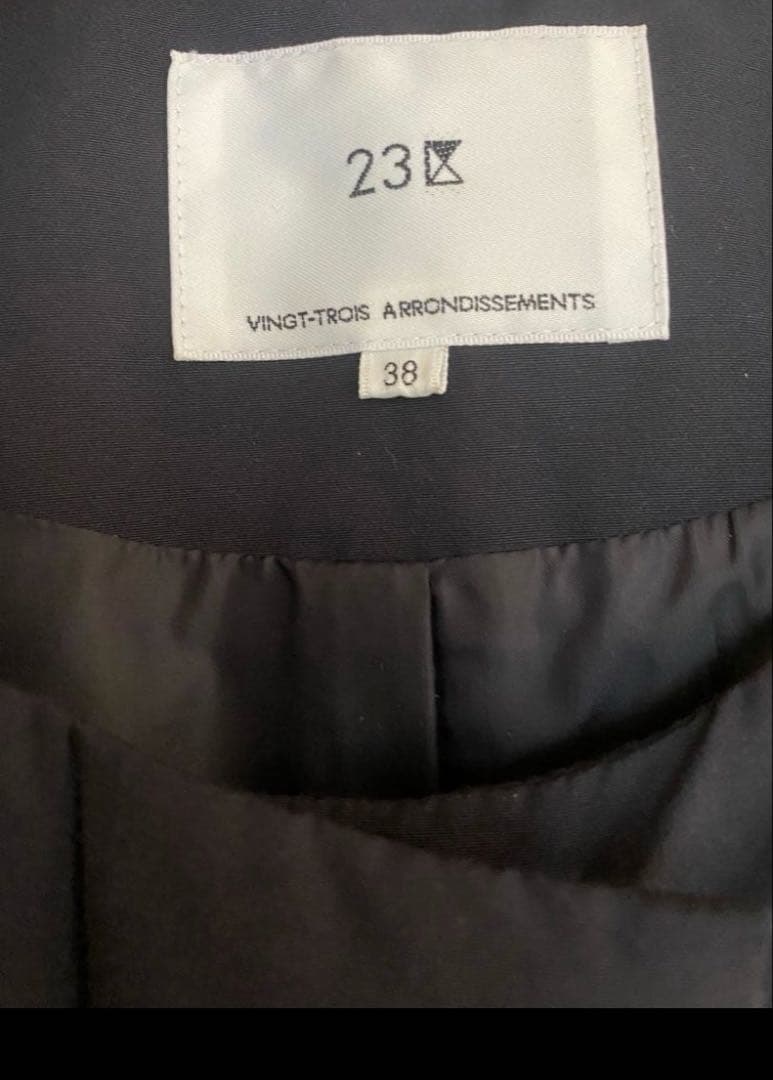 23区
VINGT-TROIS ARRONDISSEMENTS
38